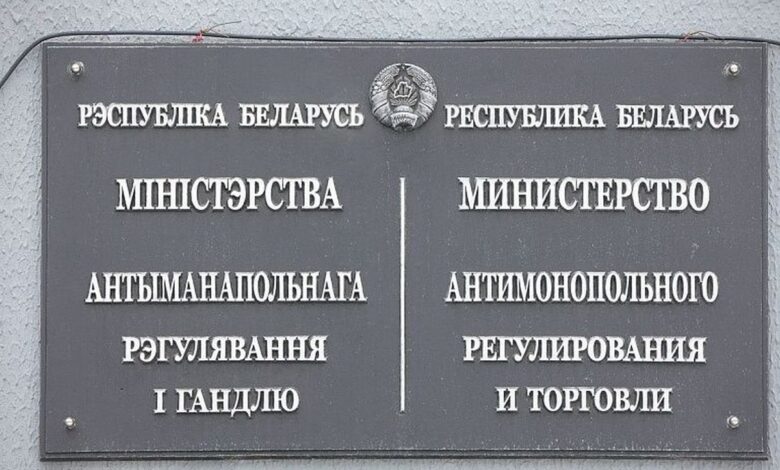 РЭСПУБЛІКА БЕЛАРУСЬ
МІНІСТЭРСТВА
АНТЫМАНАПОЛЬНАГА
РЭГУЛЯВАННЯ
І ГАНДЛЮ
РЕСПУБЛИКА БЕЛАРУСЬ
МИНИСТЕРСТВО
АНТИМОНОПОЛЬНОГО
РЕГУЛИРОВАНИЯ
И ТОРГОВЛИ